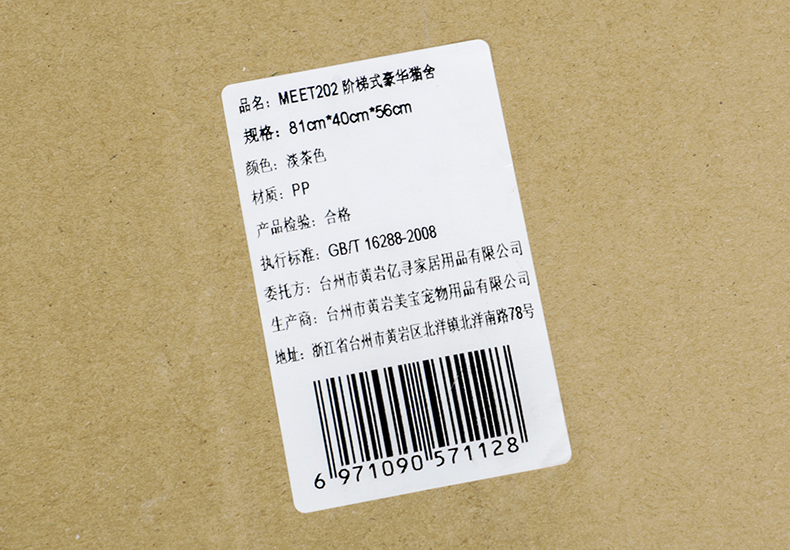 品名：MEET202 阶梯式豪华猫舍
规格：81cm*40cm*56cm
颜色：淡茶色
材质：PP
产品检验：合格
执行标准：GB/T 16288-2008
委托方：台州市黄岩亿寻家居用品有限公司
生产商：台州市黄岩美宝宠物用品有限公司
地址：浙江省台州市黄岩区北洋镇北洋南路78号
6 971090 571128